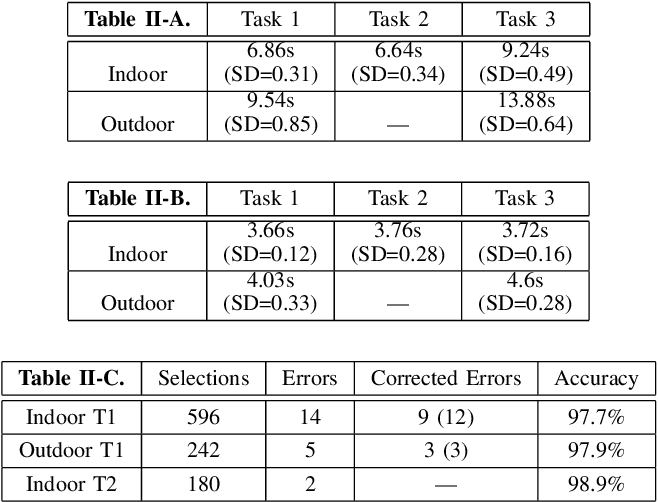 Table II-A. Task 1 Task 2 Task 3
6.86s 6.64s 9.24s
Indoor (SD=0.31) (SD=0.34) (SD=0.49)
9.54s 13.88s
Outdoor (SD=0.85) — (SD=0.64)
Table II-B. Task 1 Task 2 Task 3
3.66s 3.76s 3.72s
Indoor (SD=0.12) (SD=0.28) (SD=0.16)
4.03s 4.6s
Outdoor (SD=0.33) — (SD=0.28)
Table II-C. Selections Errors Corrected Errors Accuracy
Indoor T1 596 14 9 (12) 97.7%
Outdoor T1 242 5 3 (3) 97.9%
Indoor T2 180 2 — 98.9%